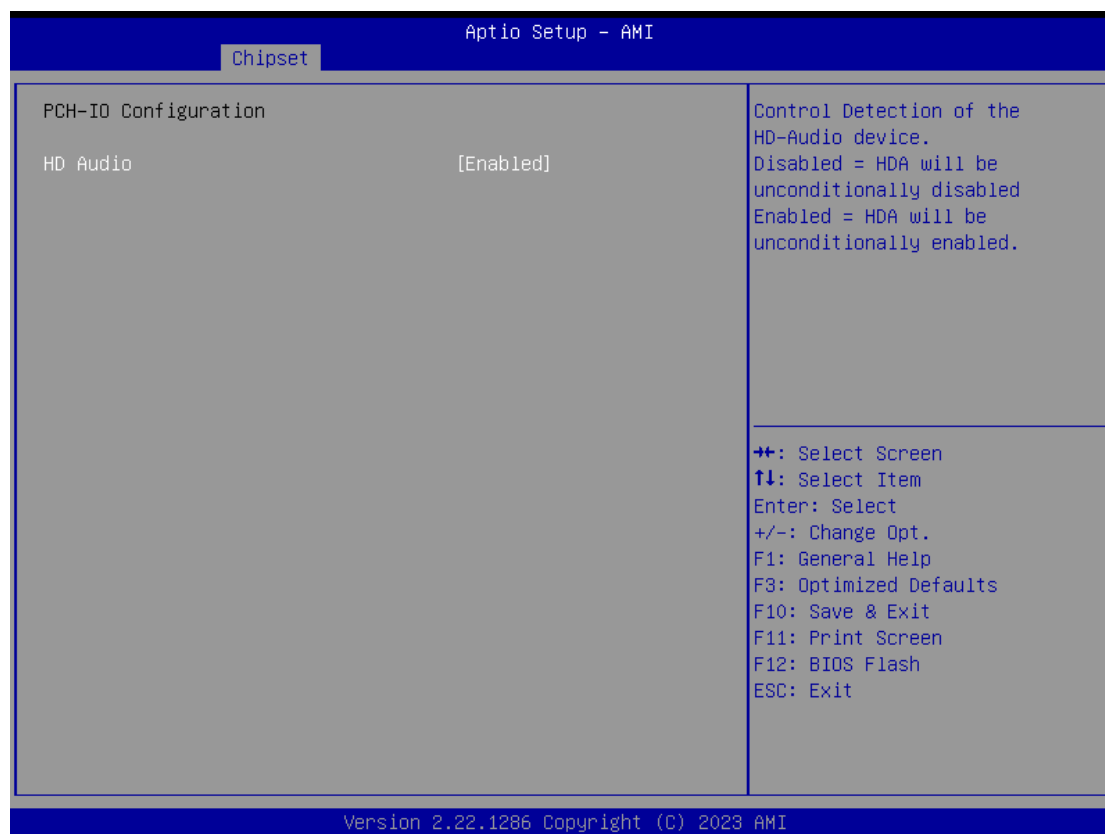 Aptio Setup – AMI
Chipset
PCH-IO Configuration
HD Audio [Enabled]
Control Detection of the
HD-Audio device.
Disabled = HDA will be
unconditionally disabled
Enabled = HDA will be
unconditionally enabled.
→←: Select Screen
↑↓: Select Item
Enter: Select
+/-: Change Opt.
F1: General Help
F3: Optimized Defaults
F10: Save & Exit
F11: Print Screen
F12: BIOS Flash
ESC: Exit
Version 2.22.1286 Copyright (C) 2023 AMI